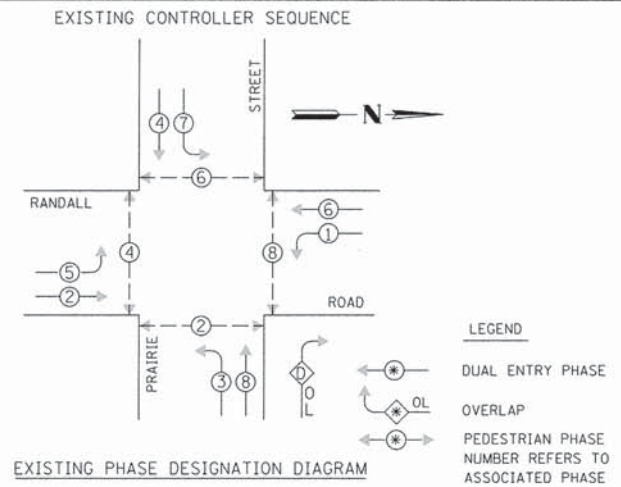 EXISTING CONTROLLER SEQUENCE
STREET
N
4 7
6
RANDALL
6
1
4
8
5
2
ROAD
2
PRAIRIE
3 8
D
OL
LEGEND
* DUAL ENTRY PHASE
* OL OVERLAP
* PEDESTRIAN PHASE
NUMBER REFERS TO
ASSOCIATED PHASE
EXISTING PHASE DESIGNATION DIAGRAM